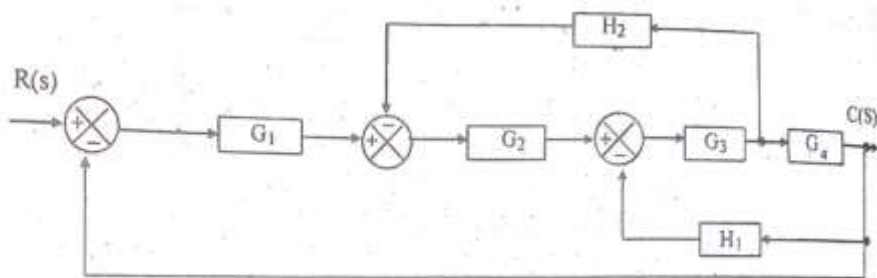 H₂
R(s)
C(S)
+
−
G₁
+
−
G₂
+
−
G₃
G₄
H₁